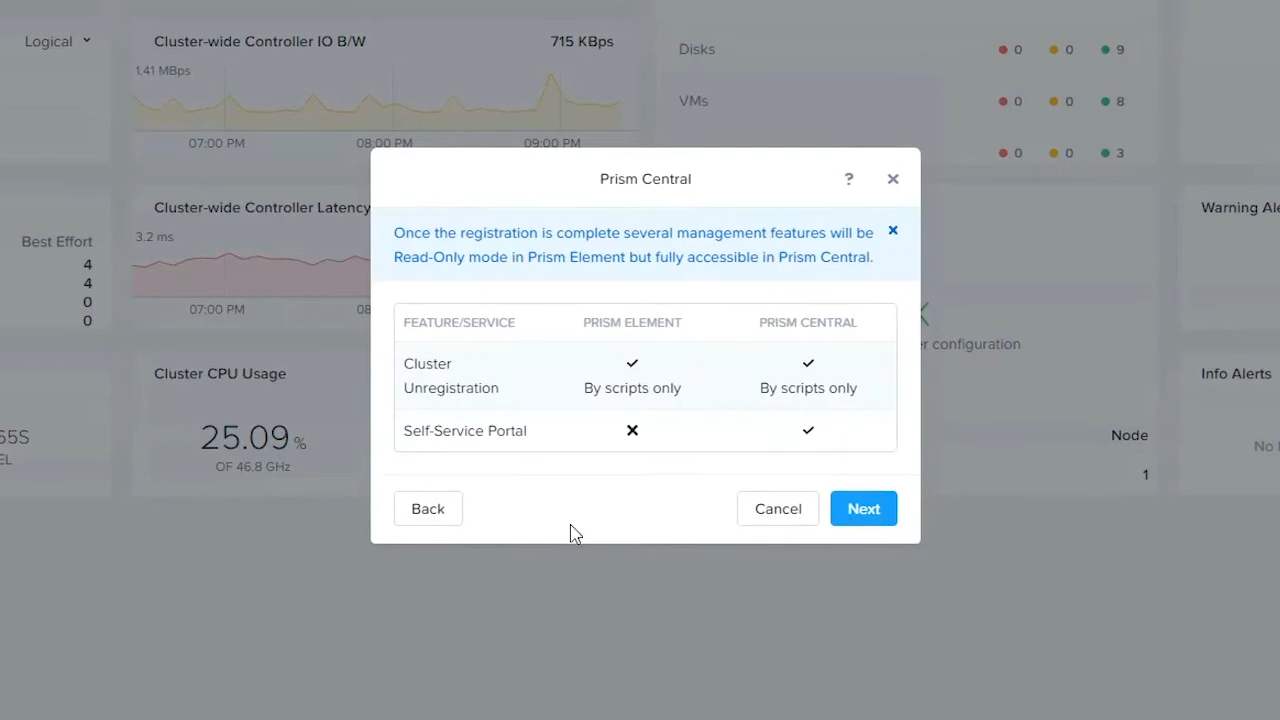 Logical
Cluster-wide Controller IO B/W 715 KBps
1.41 MBps
07:00 PM 08:00 PM 09:00 PM
Disks 0 0 9
VMs 0 0 8
0 0 3
Prism Central ? ×
Once the registration is complete several management features will be
Read-Only mode in Prism Element but fully accessible in Prism Central.
FEATURE/SERVICE PRISM ELEMENT PRISM CENTRAL
Cluster
Unregistration By scripts only By scripts only
Self-Service Portal
Back Cancel Next
Cluster-wide Controller Latency
3.2 ms
07:00 PM 08
Best Effort
4
4
0
0
Warning Ale
r configuration
Cluster CPU Usage
25.09 %
OF 46.8 GHz
Node
1
Info Alerts
No